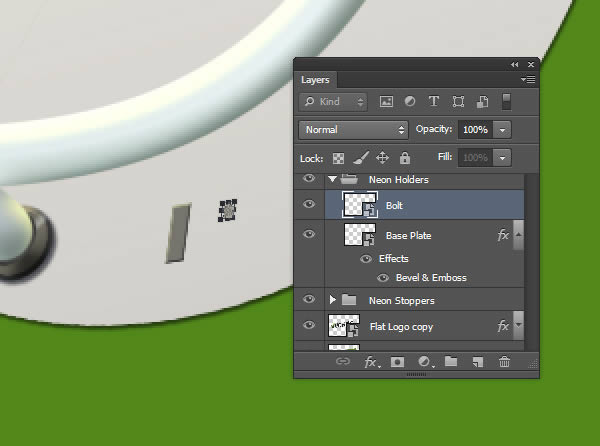 Layers
Kind
Normal
Opacity: 100%
Lock:
Fill: 100%
Neon Holders
Bolt
Base Plate fx
Effects
Bevel & Emboss
Neon Stoppers
Flat Logo copy fx
fx